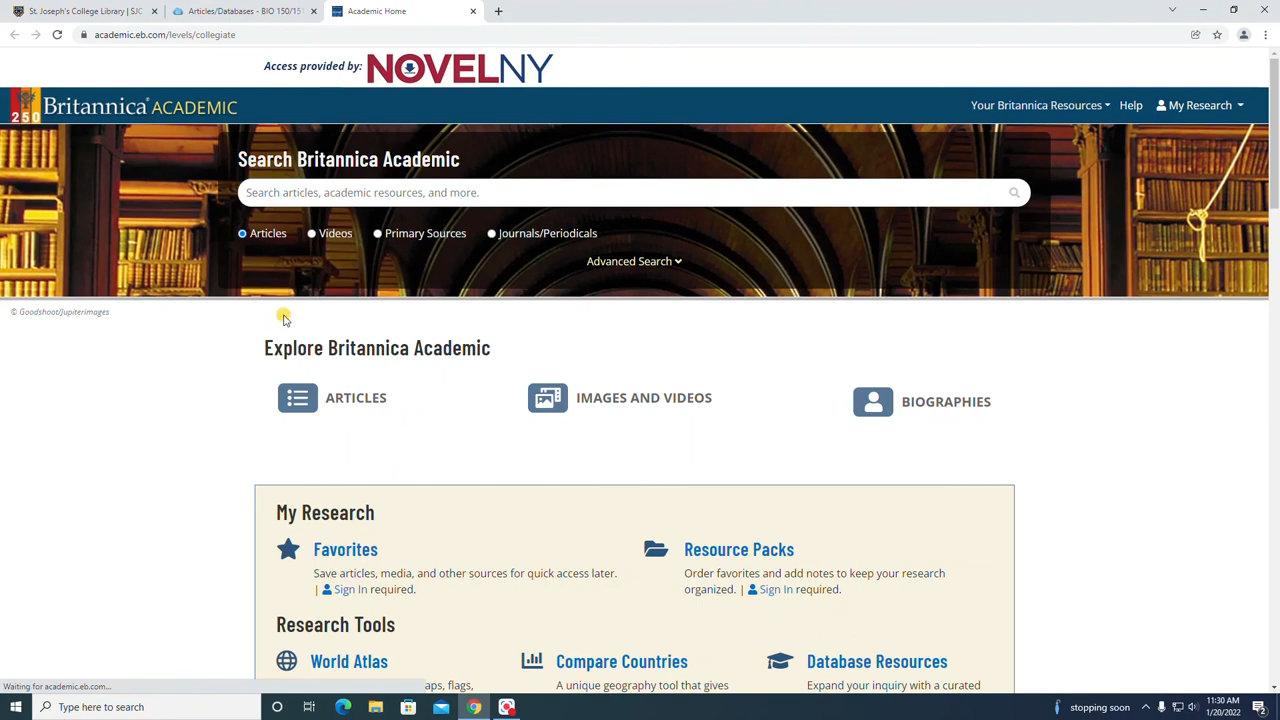 St. Joseph's College Library | SJC
Articles/Databases - BIO 150/151
Academic Home
academic.eb.com/levels/collegiate
Access provided by: NOVELNY
250 Britannica ACADEMIC
Your Britannica Resources
Help
My Research
Search Britannica Academic
Search articles, academic resources, and more.
Articles Videos Primary Sources Journals/Periodicals
Advanced Search
© Goodshoot/Jupiterimages
Explore Britannica Academic
ARTICLES
IMAGES AND VIDEOS
BIOGRAPHIES
My Research
Favorites
Save articles, media, and other sources for quick access later.
| Sign In required.
Resource Packs
Order favorites and add notes to keep your research
organized. | Sign In required.
Research Tools
World Atlas
aps, flags,
Compare Countries
A unique geography tool that gives
Database Resources
Expand your inquiry with a curated
Waiting for academic.eb.com...
Type here to search
stopping soon
11:30 AM
1/20/2022
2